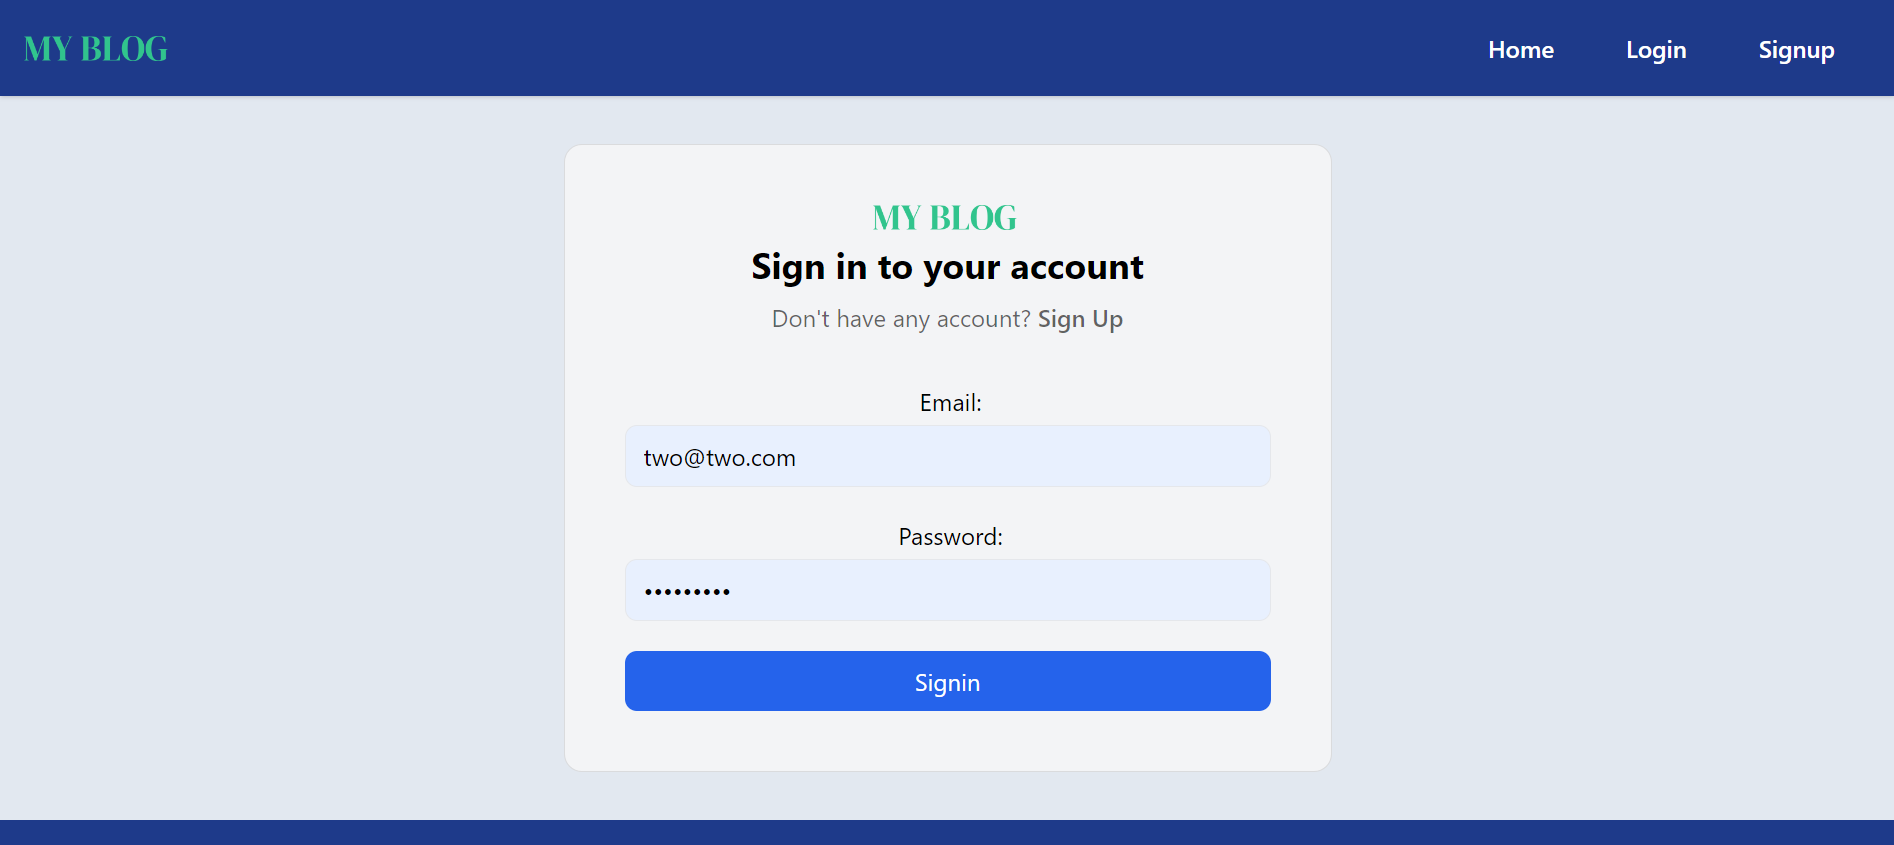 MY BLOG
Home Login Signup
MY BLOG
Sign in to your account
Don't have any account? Sign Up
Email:
two@two.com
Password:
•••••••••
Signin